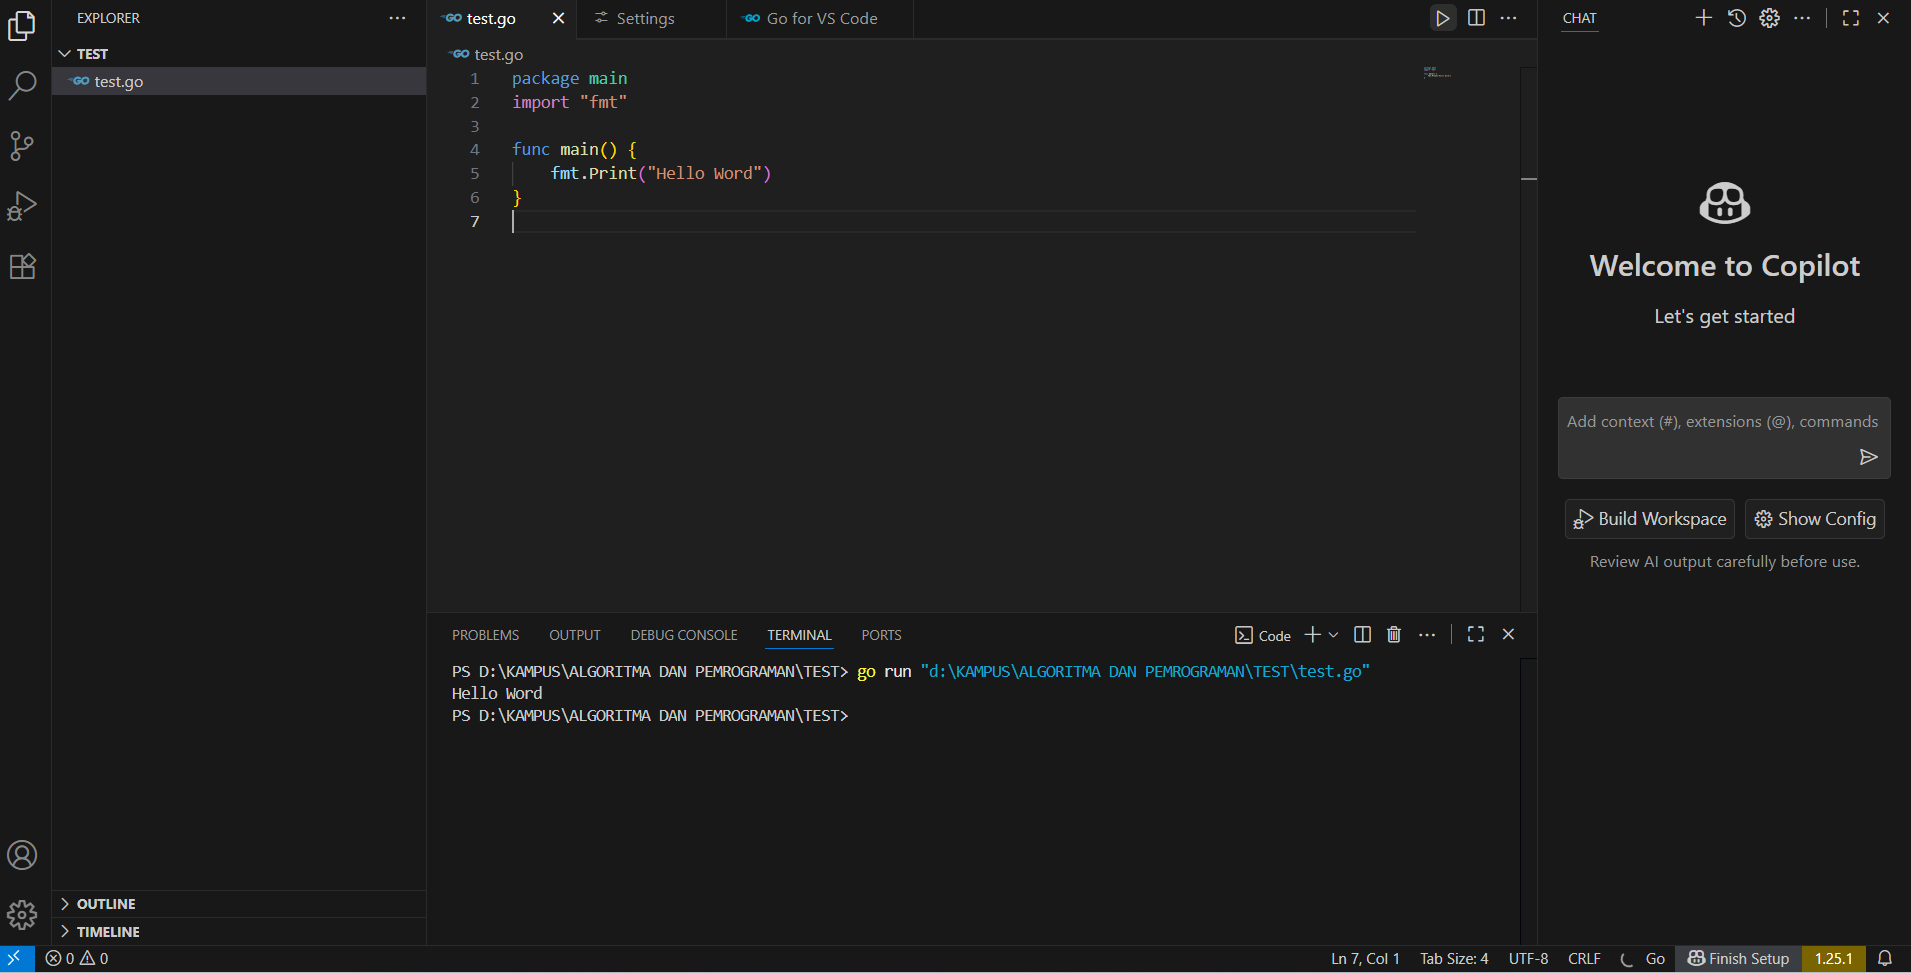 EXPLORER
TEST
test.go
OUTLINE
TIMELINE
test.go
Settings
Go for VS Code
test.go
1 package main
2 import "fmt"
3
4 func main() {
5 fmt.Print("Hello Word")
6 }
7
PROBLEMS OUTPUT DEBUG CONSOLE TERMINAL PORTS
Code
PS D:\KAMPUS\ALGORITMA DAN PEMROGRAMAN\TEST> go run "d:\KAMPUS\ALGORITMA DAN PEMROGRAMAN\TEST\test.go"
Hello Word
PS D:\KAMPUS\ALGORITMA DAN PEMROGRAMAN\TEST>
CHAT
Welcome to Copilot
Let's get started
Add context (#), extensions (@), commands
Build Workspace
Show Config
Review AI output carefully before use.
0 0
Ln 7, Col 1 Tab Size: 4 UTF-8 CRLF Go Finish Setup 1.25.1